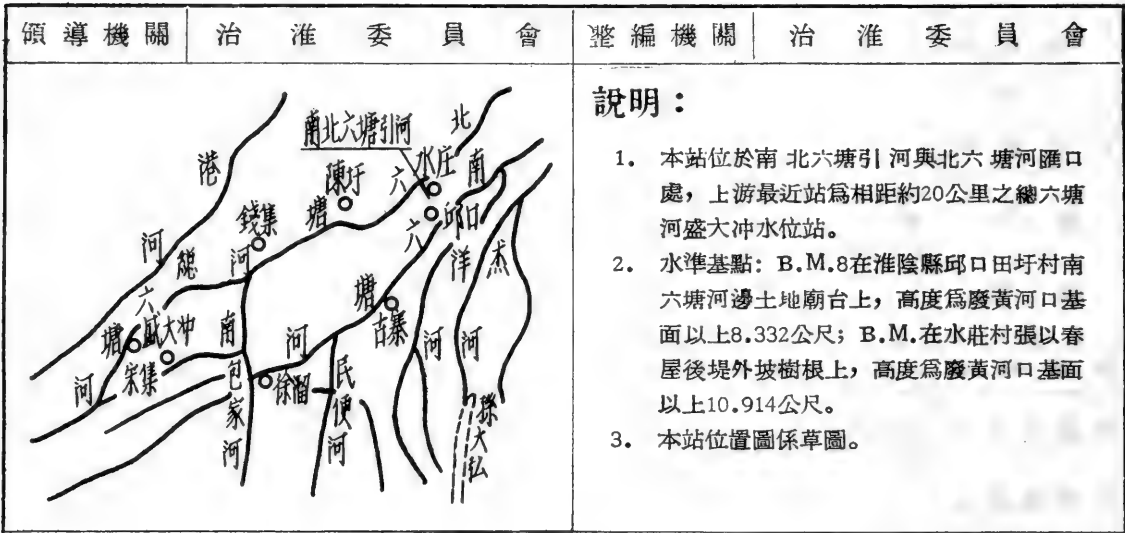 領導機關 治淮委員會 整編機關 治淮委員會
說明：
1. 本站位於南北六塘引河與北六塘河匯口
處，上游最近站爲相距約20公里之總六塘
河盛大冲水位站。
2. 水準基點：B.M.8在淮陰縣邱口田圩村南
六塘河邊土地廟台上，高度爲廢黃河口基
面以上8.332公尺；B.M.在水莊村張以春
屋後堤外坡樹根上，高度爲廢黃河口基面
以上10.914公尺。
3. 本站位置圖係草圖。
南北六塘引河
港河
總六塘河
北六塘河
南六塘河
水庄
陳圩
錢集
邱口
盛大冲
宋集
古寨
徐溜
南包家河
民便河
洋河
杰河
孫大弘